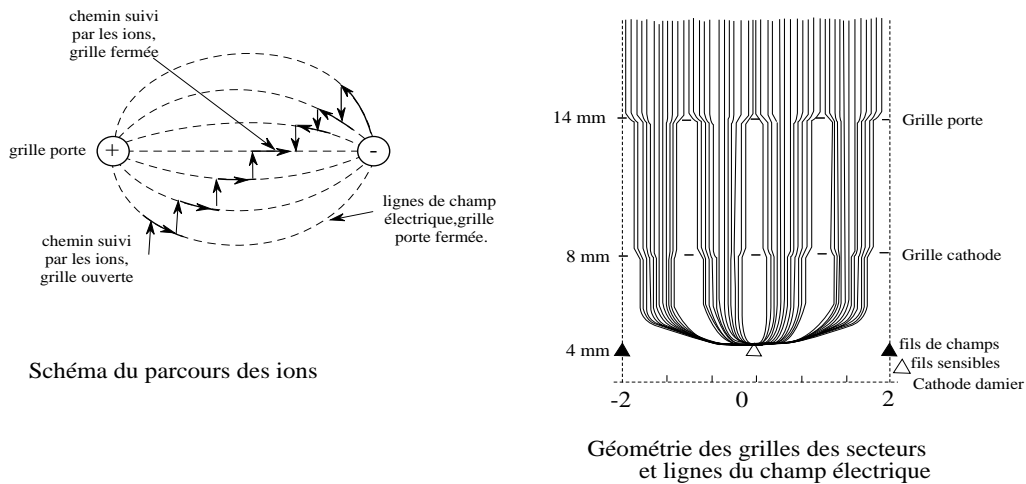 chemin suivi
par les ions,
grille fermée
grille porte
+
-
lignes de champ
électrique,grille
porte fermée.
chemin suivi
par les ions,
grille ouverte
Schéma du parcours des ions
14 mm
Grille porte
8 mm
Grille cathode
4 mm
fils de champs
fils sensibles
Cathode damier
-2
0
2
Géométrie des grilles des secteurs
et lignes du champ électrique